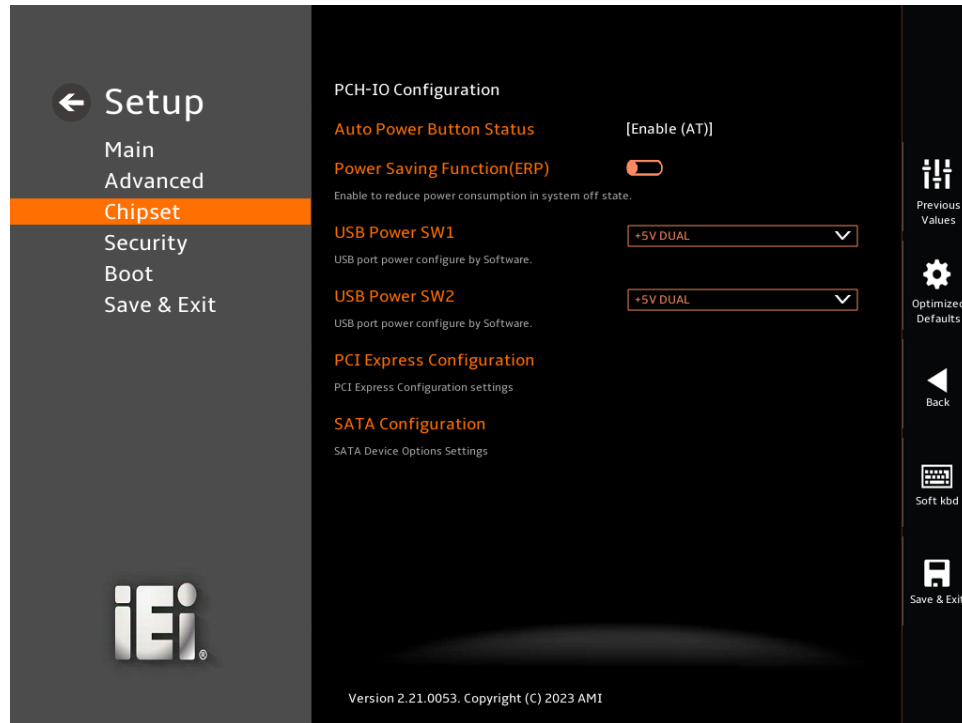 Setup
Main
Advanced
Chipset
Security
Boot
Save & Exit
iEi®
PCH-IO Configuration
Auto Power Button Status [Enable (AT)]
Power Saving Function(ERP)
Enable to reduce power consumption in system off state.
USB Power SW1 +5V DUAL
USB port power configure by Software.
USB Power SW2 +5V DUAL
USB port power configure by Software.
PCI Express Configuration
PCI Express Configuration settings
SATA Configuration
SATA Device Options Settings
Version 2.21.0053. Copyright (C) 2023 AMI
Previous
Values
Optimized
Defaults
Back
Soft kbd
Save & Exit